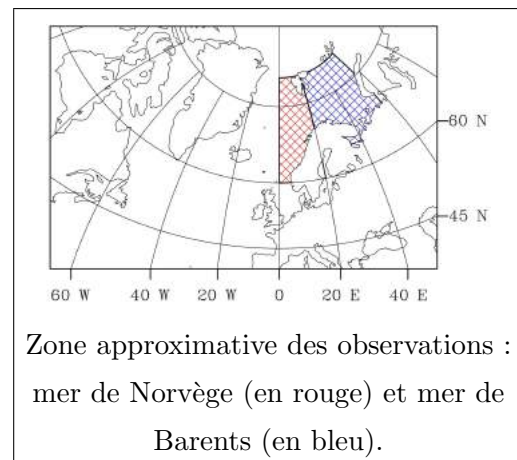 60 N
45 N
60 W 40 W 20 W 0 20 E 40 E
Zone approximative des observations :
mer de Norvège (en rouge) et mer de
Barents (en bleu).